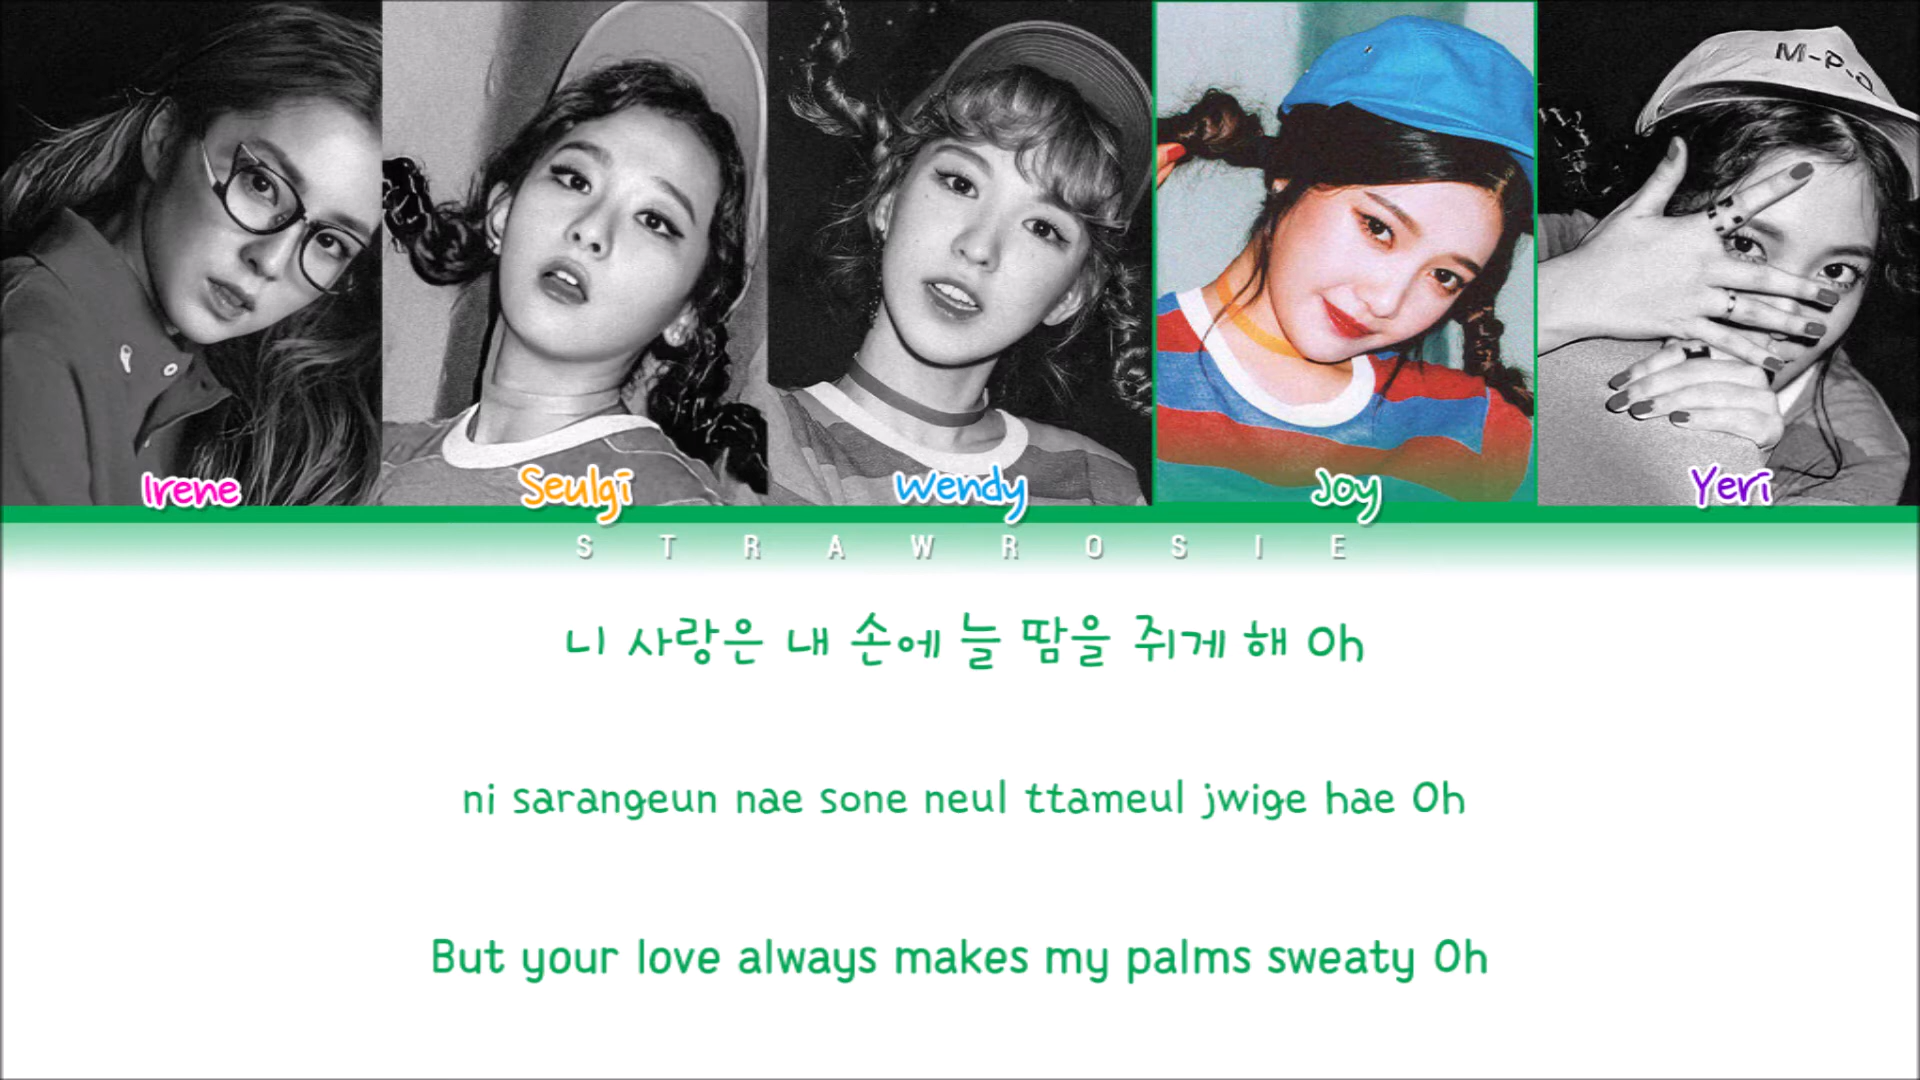 M-P-
Irene Seulgi Wendy Joy Yeri
STRAWROSIE
니 사랑은 내 손에 늘 땀을 쥐게 해 Oh
ni sarangeun nae sone neul ttameul jwige hae Oh
But your love always makes my palms sweaty Oh